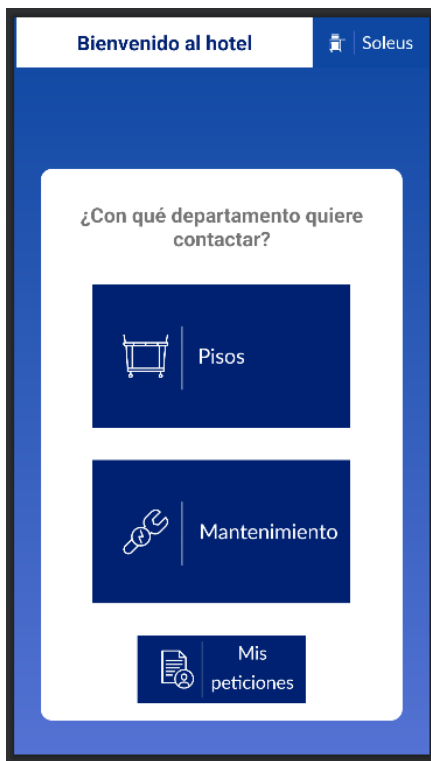 Bienvenido al hotel
Soleus
¿Con qué departamento quiere
contactar?
Pisos
Mantenimiento
Mis
peticiones